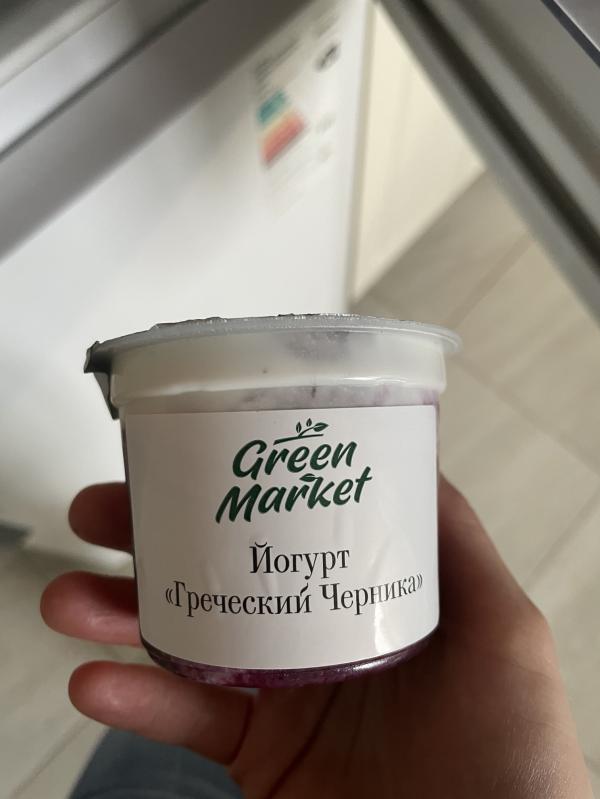 Green
Market
Йогурт
«Греческий Черника»